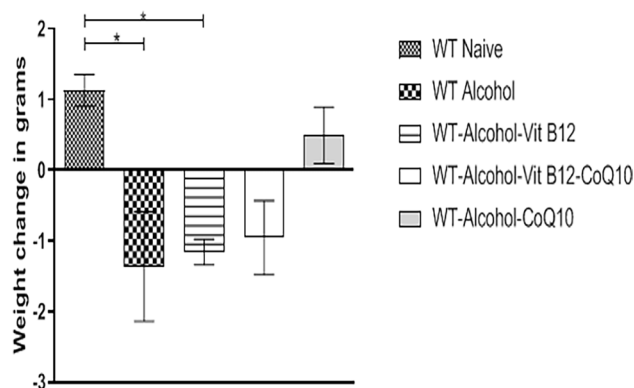 2
1
0
-1
-2
-3
Weight change in grams
*
*
WT Naive
WT Alcohol
WT-Alcohol-Vit B12
WT-Alcohol-Vit B12-CoQ10
WT-Alcohol-CoQ10